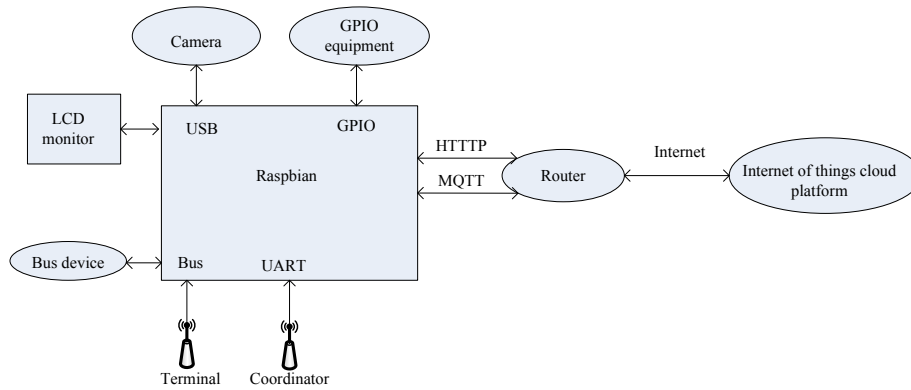 Camera
GPIO
equipment
LCD
monitor
USB
GPIO
HTTTP
Internet
Raspbian
Router
Internet of things cloud
platform
MQTT
Bus device
Bus
UART
Terminal
Coordinator